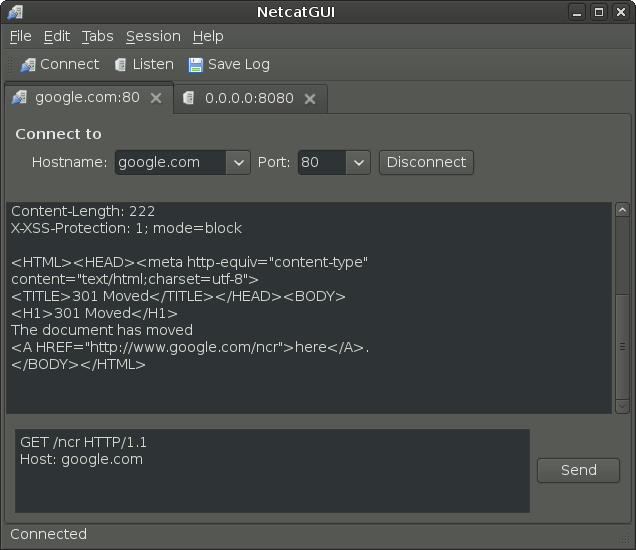 NetcatGUI
File Edit Tabs Session Help
Connect Listen Save Log
google.com:80 0.0.0.0:8080
Connect to
Hostname: google.com Port: 80 Disconnect
Content-Length: 222
X-XSS-Protection: 1; mode=block
<HTML><HEAD><meta http-equiv="content-type"
content="text/html;charset=utf-8">
<TITLE>301 Moved</TITLE></HEAD><BODY>
<H1>301 Moved</H1>
The document has moved
<A HREF="http://www.google.com/ncr">here</A>.
</BODY></HTML>
GET /ncr HTTP/1.1
Host: google.com
Send
Connected